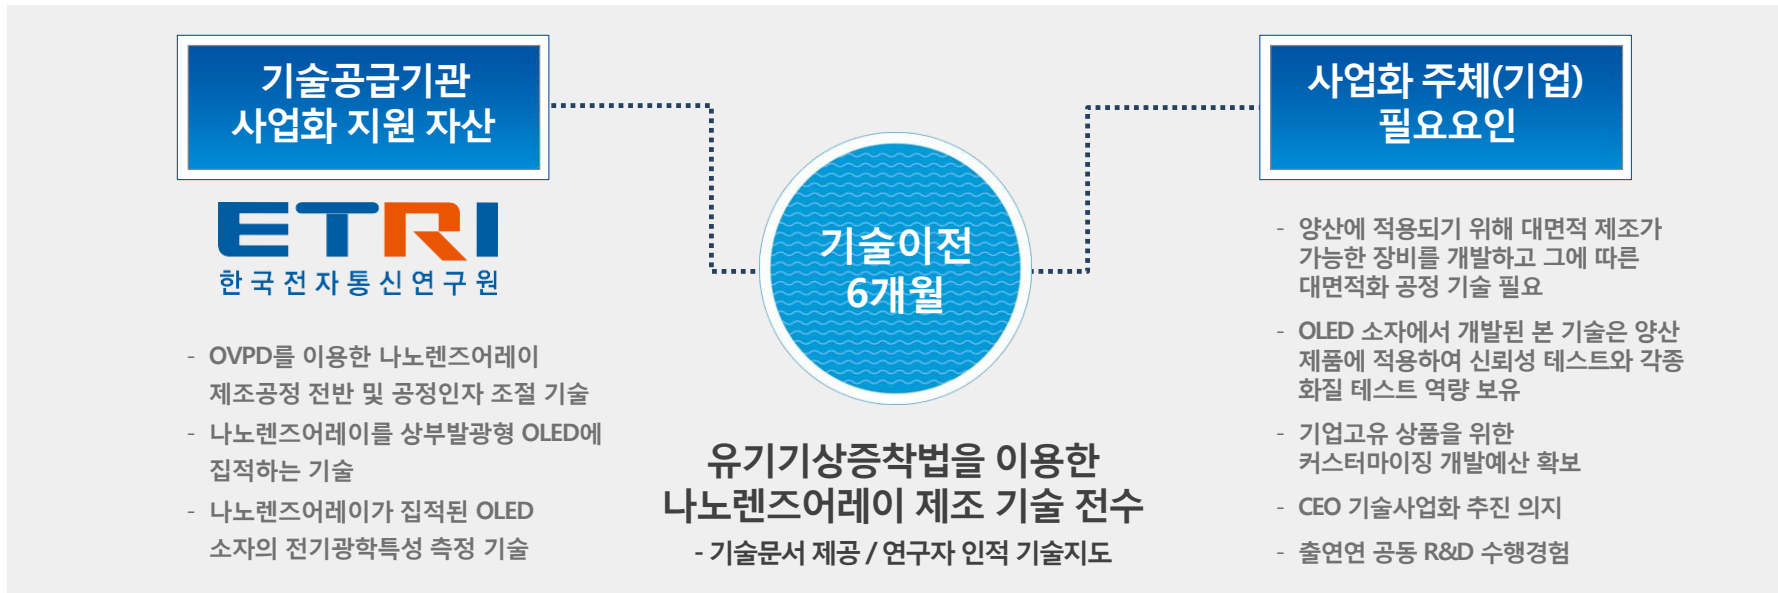 기술공급기관
사업화 지원 자산
ETRI
한국전자통신연구원
- OVPD를 이용한 나노렌즈어레이
제조공정 전반 및 공정인자 조절 기술
- 나노렌즈어레이를 상부발광형 OLED에
집적하는 기술
- 나노렌즈어레이가 집적된 OLED
소자의 전기광학특성 측정 기술
기술이전
6개월
유기기상증착법을 이용한
나노렌즈어레이 제조 기술 전수
- 기술문서 제공 / 연구자 인적 기술지도
사업화 주체(기업)
필요요인
- 양산에 적용되기 위해 대면적 제조가
가능한 장비를 개발하고 그에 따른
대면적화 공정 기술 필요
- OLED 소자에서 개발된 본 기술은 양산
제품에 적용하여 신뢰성 테스트와 각종
화질 테스트 역량 보유
- 기업고유 상품을 위한
커스터마이징 개발예산 확보
- CEO 기술사업화 추진 의지
- 출연연 공동 R&D 수행경험